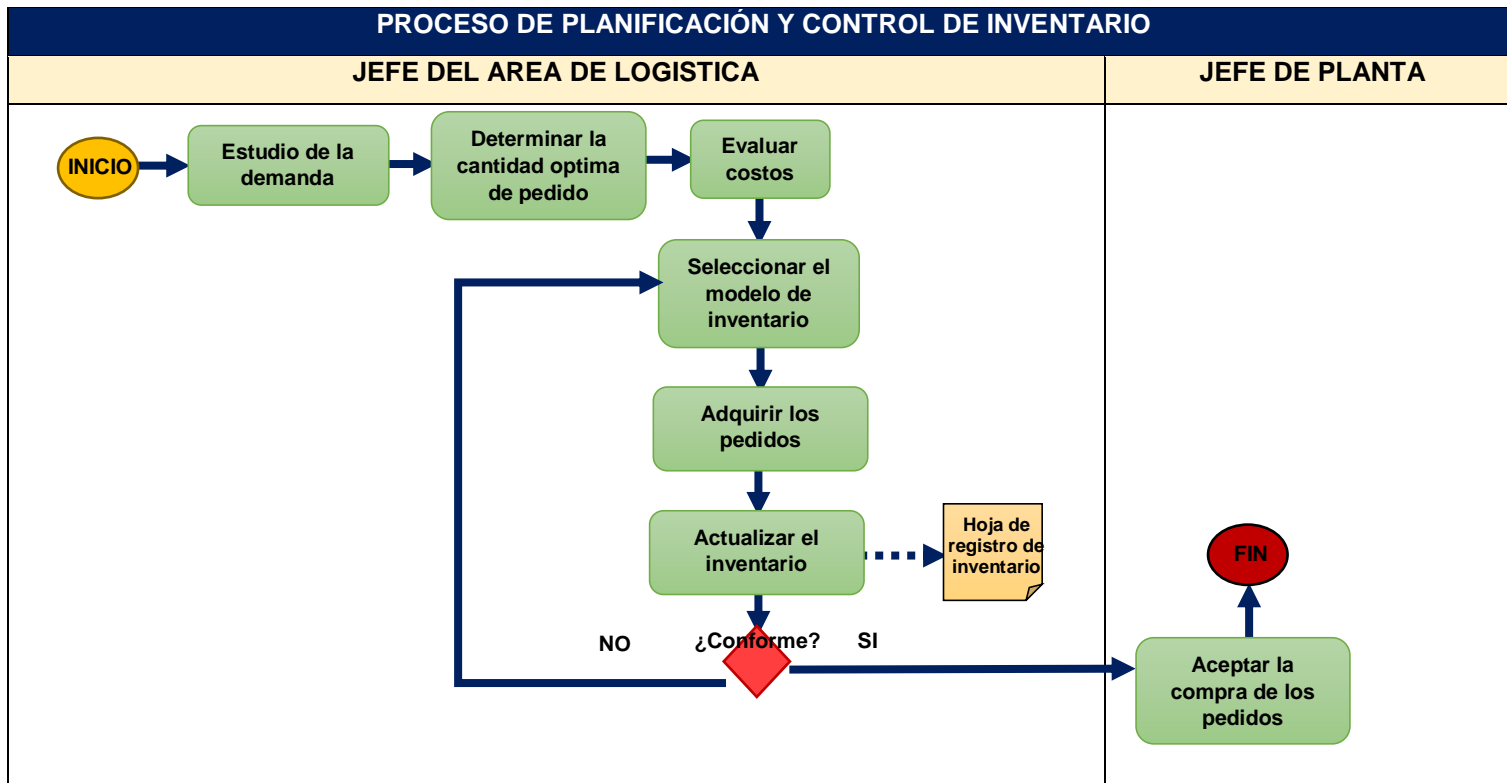 PROCESO DE PLANIFICACIÓN Y CONTROL DE INVENTARIO
JEFE DEL AREA DE LOGISTICA
JEFE DE PLANTA
INICIO
Estudio de la
demanda
Determinar la
cantidad optima
de pedido
Evaluar
costos
Seleccionar el
modelo de
inventario
Adquirir los
pedidos
Actualizar el
inventario
Hoja de
registro de
inventario
NO
¿Conforme?
SI
Aceptar la
compra de los
pedidos
FIN